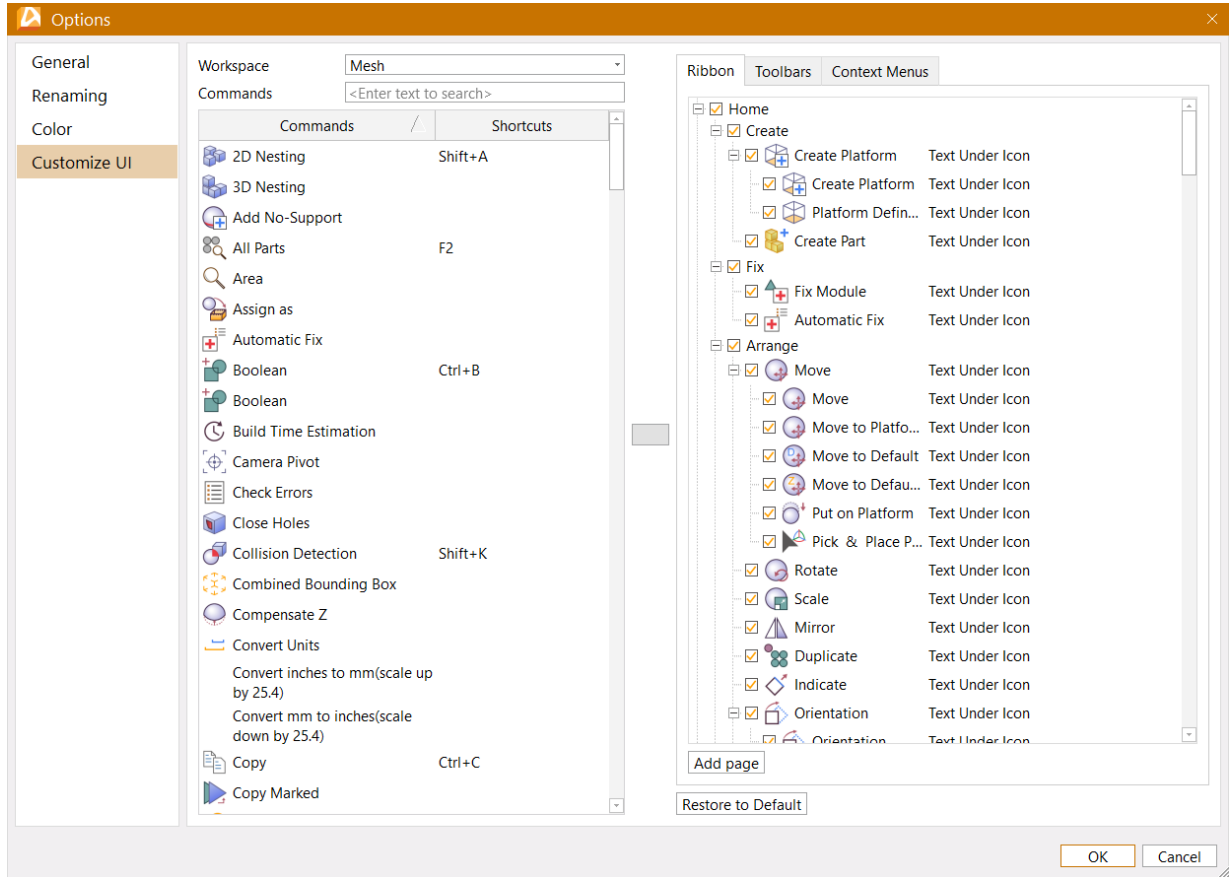 Options
General
Renaming
Color
Customize UI
Workspace Mesh
Commands <Enter text to search>
Commands Shortcuts
2D Nesting Shift+A
3D Nesting
Add No-Support
All Parts F2
Area
Assign as
Automatic Fix
Boolean Ctrl+B
Boolean
Build Time Estimation
Camera Pivot
Check Errors
Close Holes
Collision Detection Shift+K
Combined Bounding Box
Compensate Z
Convert Units
Convert inches to mm(scale up
by 25.4)
Convert mm to inches(scale
down by 25.4)
Copy Ctrl+C
Copy Marked
Ribbon Toolbars Context Menus
Home
Create
Create Platform Text Under Icon
Create Platform Text Under Icon
Platform Defin... Text Under Icon
Create Part Text Under Icon
Fix
Fix Module Text Under Icon
Automatic Fix Text Under Icon
Arrange
Move Text Under Icon
Move Text Under Icon
Move to Platfo... Text Under Icon
Move to Default Text Under Icon
Move to Defau... Text Under Icon
Put on Platform Text Under Icon
Pick & Place P... Text Under Icon
Rotate Text Under Icon
Scale Text Under Icon
Mirror Text Under Icon
Duplicate Text Under Icon
Indicate Text Under Icon
Orientation Text Under Icon
Orientation Text Under Icon
Add page
Restore to Default
OK Cancel